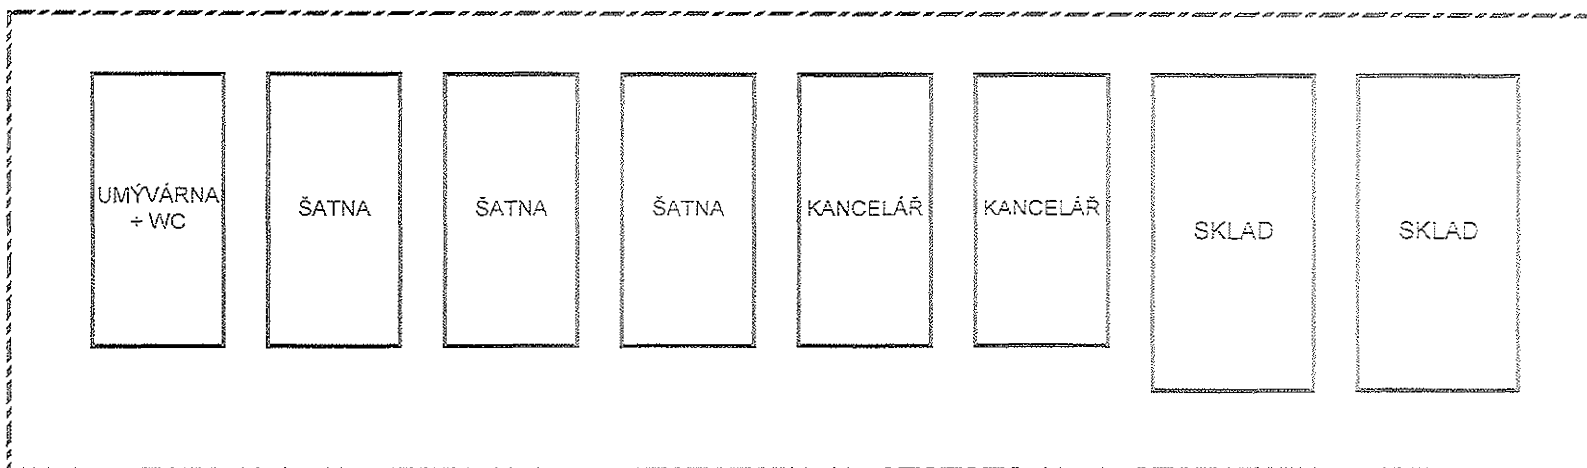 UMÝVÁRNA
+ WC
ŠATNA
ŠATNA
ŠATNA
KANCELÁŘ
KANCELÁŘ
SKLAD
SKLAD